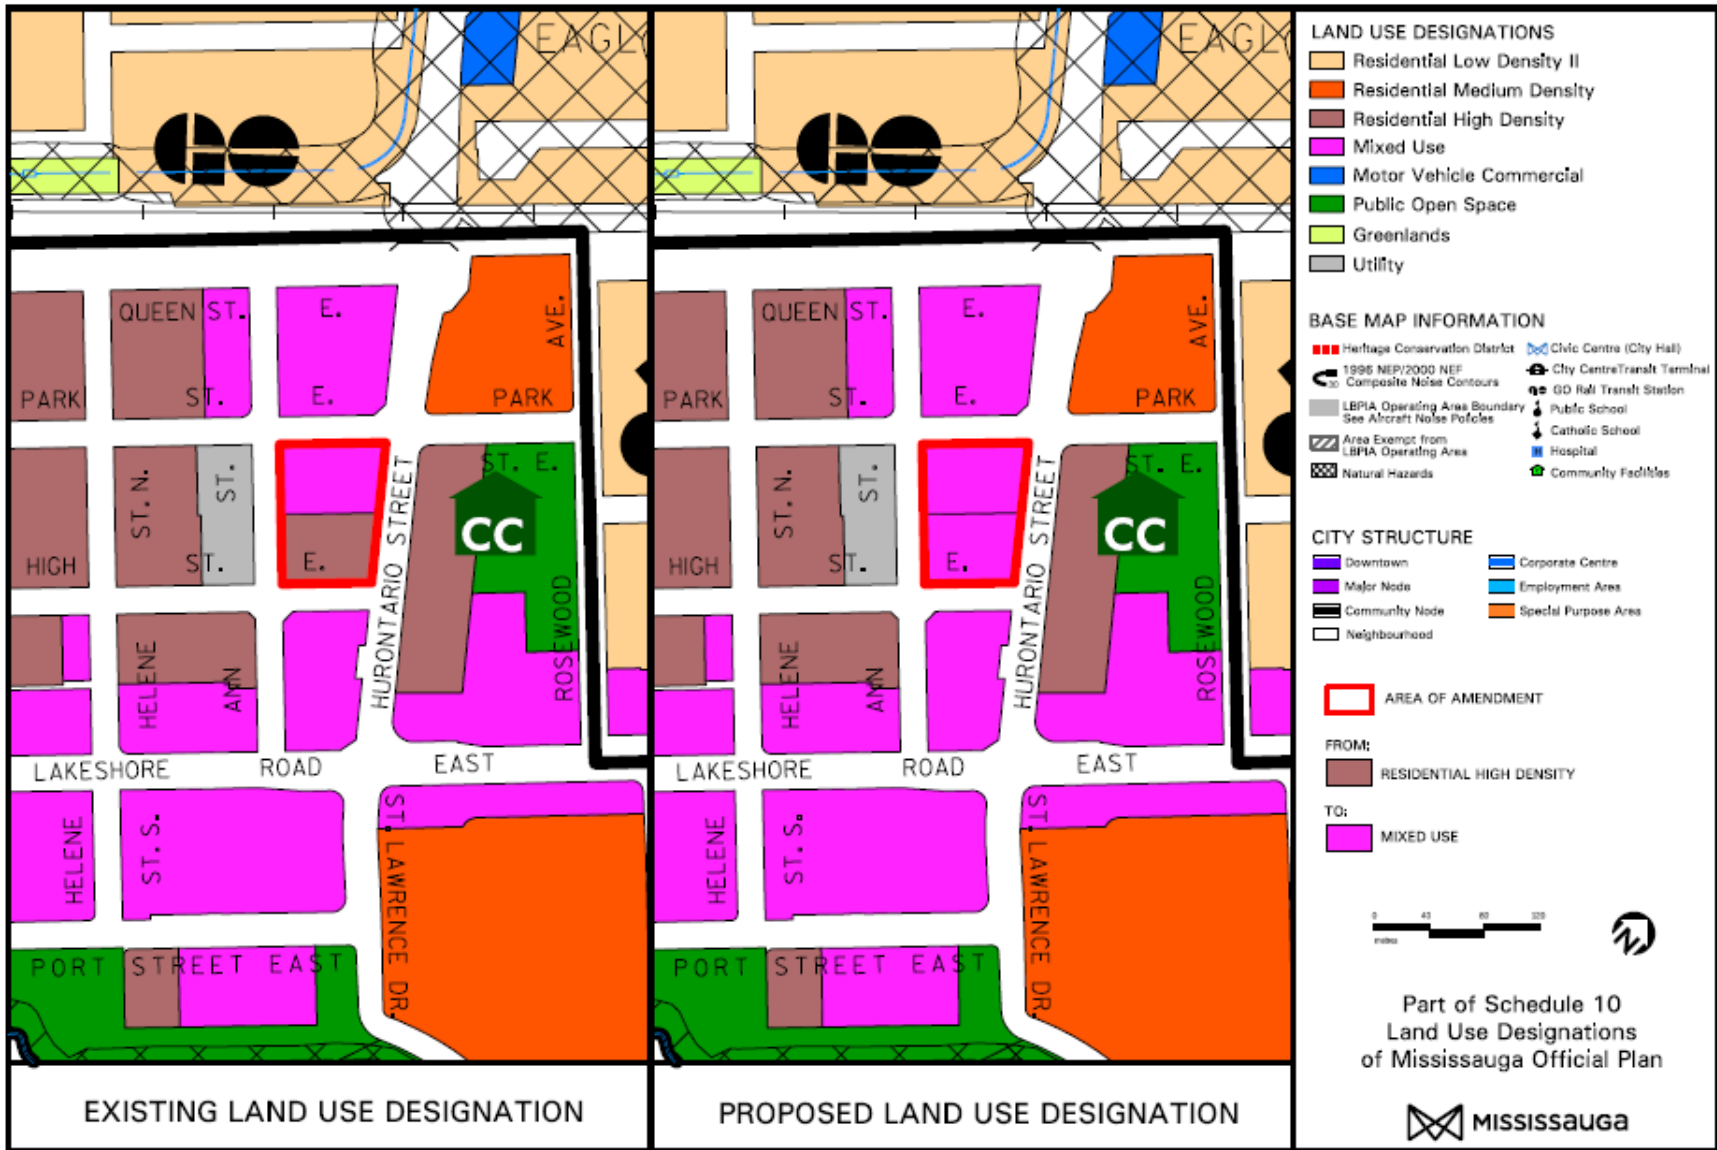 EAGL
QUEEN ST. E.
AVE.
PARK ST. E. PARK
ST. E.
ST. N.
ST.
HURONTARIO STREET
CC
HIGH ST. E.
ROSEWOOD
HELENE
ANN
LAKESHORE ROAD EAST
HELENE
ST. S.
ST. LAWRENCE DR.
PORT STREET EAST
EXISTING LAND USE DESIGNATION
EAGL
QUEEN ST. E.
AVE.
PARK ST. E. PARK
ST. E.
ST. N.
ST.
HURONTARIO STREET
CC
HIGH ST. E.
ROSEWOOD
HELENE
ANN
LAKESHORE ROAD EAST
HELENE
ST. S.
ST. LAWRENCE DR.
PORT STREET EAST
PROPOSED LAND USE DESIGNATION
LAND USE DESIGNATIONS
Residential Low Density II
Residential Medium Density
Residential High Density
Mixed Use
Motor Vehicle Commercial
Public Open Space
Greenlands
Utility
BASE MAP INFORMATION
Heritage Conservation District
1996 NEP/2000 NEF
Composite Noise Contours
LBPIA Operating Area Boundary
See Aircraft Noise Policies
Area Exempt from
LBPIA Operating Area
Natural Hazards
Civic Centre (City Hall)
City Centre Transit Terminal
GO Rail Transit Station
Public School
Catholic School
H Hospital
Community Facilities
CITY STRUCTURE
Downtown
Major Node
Community Node
Neighbourhood
Corporate Centre
Employment Area
Special Purpose Area
AREA OF AMENDMENT
FROM:
RESIDENTIAL HIGH DENSITY
TO:
MIXED USE
0 40 80 120
metres
Part of Schedule 10
Land Use Designations
of Mississauga Official Plan
MISSISSauGa